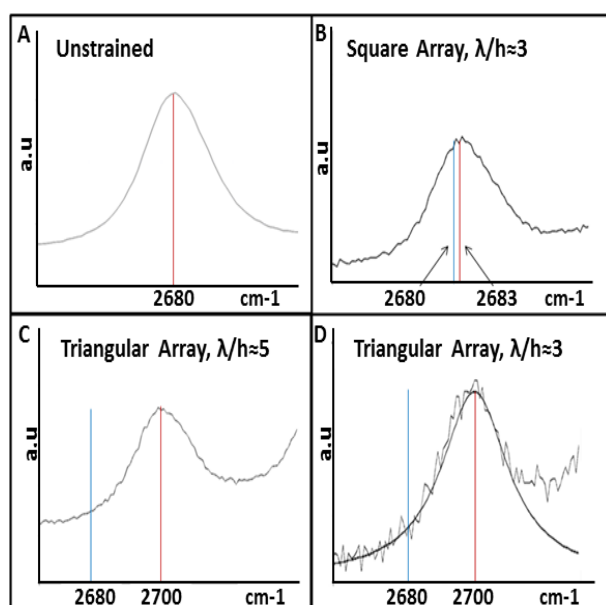 A
Unstrained
a.u
2680 cm-1
B
Square Array, λ/h≈3
a.u
2680 2683 cm-1
C
Triangular Array, λ/h≈5
a.u
2680 2700 cm-1
D
Triangular Array, λ/h≈3
a.u
2680 2700 cm-1